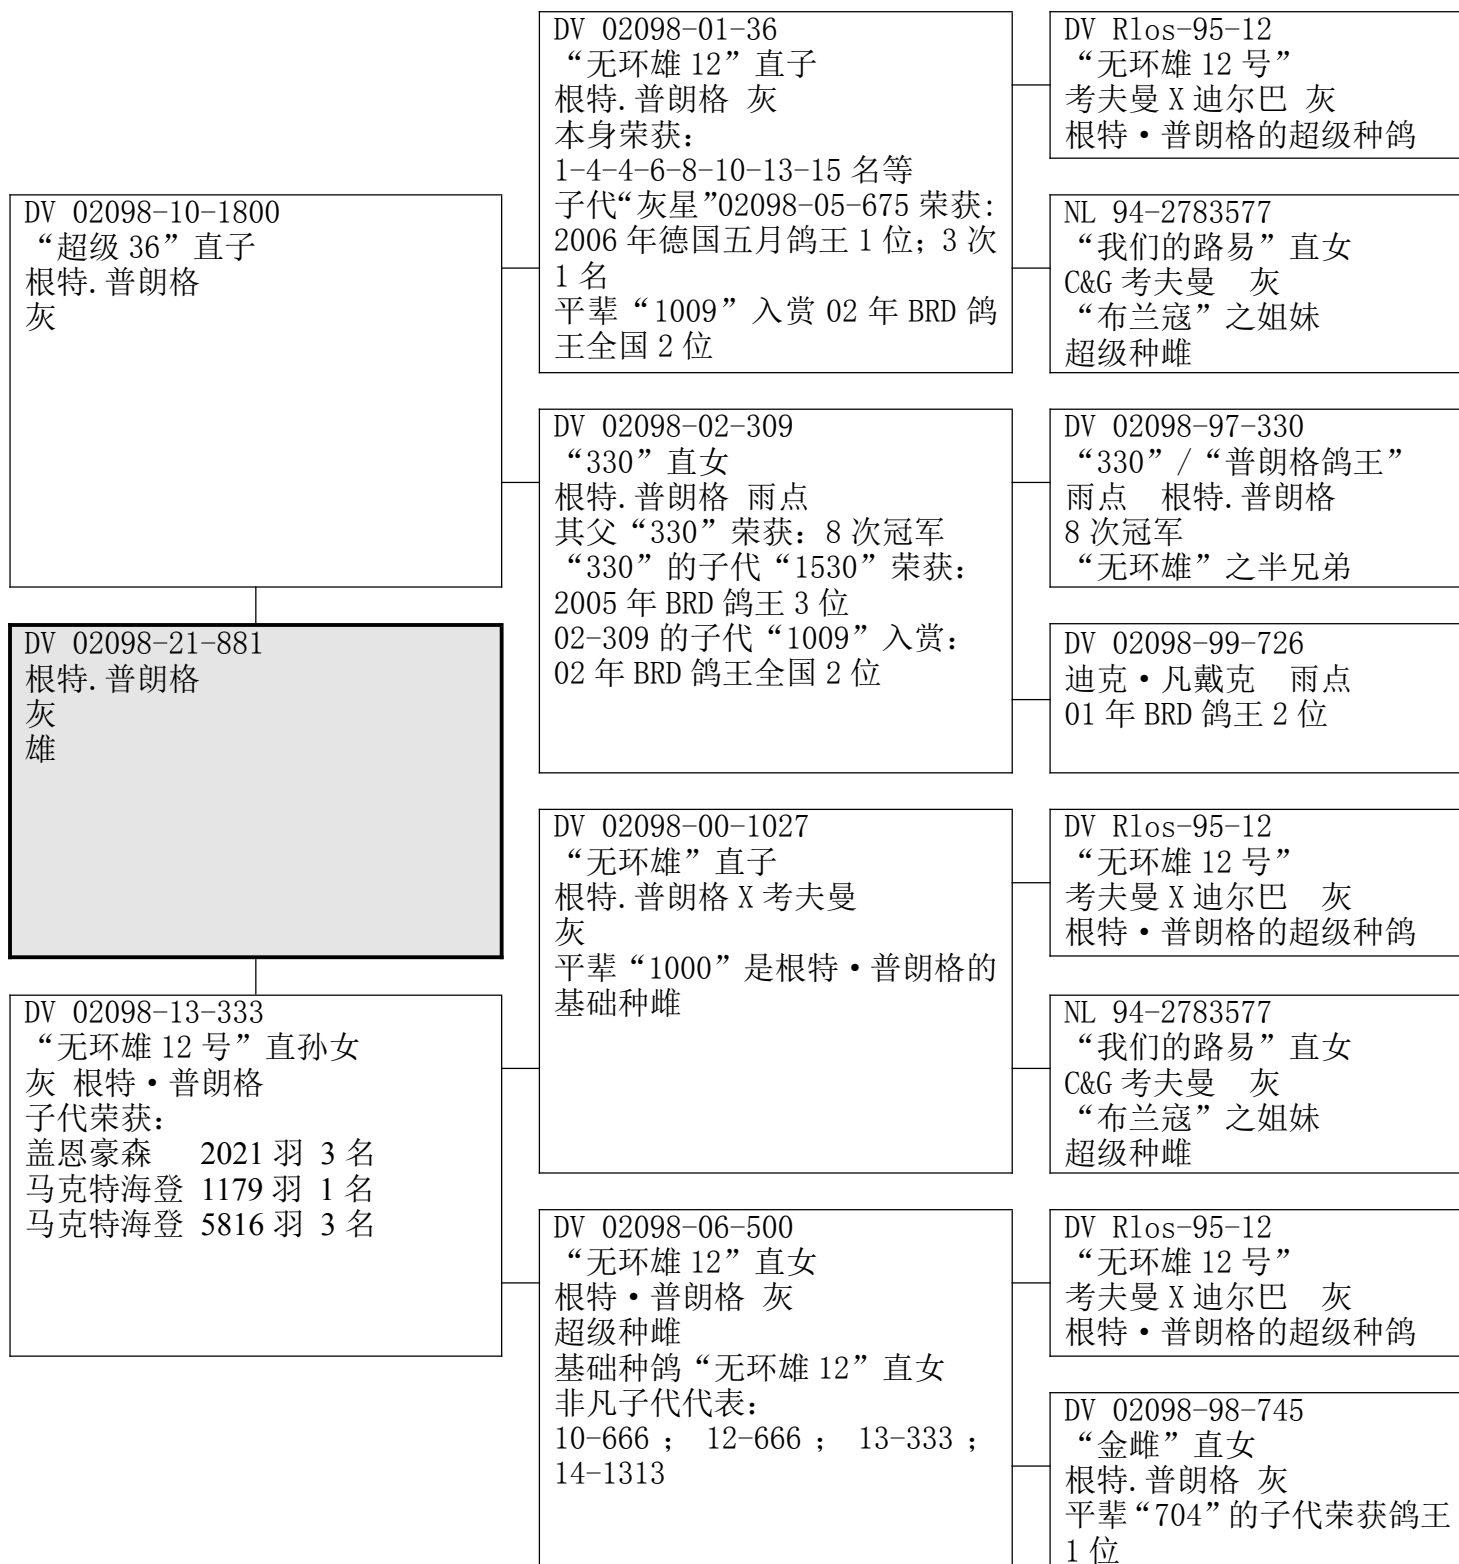 DV 02098-10-1800
“超级 36”直子
根特.普朗格
灰
DV 02098-21-881
根特.普朗格
灰
雄
DV 02098-13-333
“无环雄 12 号”直孙女
灰 根特·普朗格
子代荣获：
盖恩豪森 2021 羽 3 名
马克特海登 1179 羽 1 名
马克特海登 5816 羽 3 名
DV 02098-01-36
“无环雄 12”直子
根特.普朗格 灰
本身荣获：
1-4-4-6-8-10-13-15 名等
子代“灰星”02098-05-675 荣获：
2006 年德国五月鸽王 1 位；3 次
1 名
平辈“1009”入赏 02 年 BRD 鸽
王全国 2 位
DV 02098-02-309
“330”直女
根特.普朗格 雨点
其父“330”荣获：8 次冠军
“330”的子代“1530”荣获：
2005 年 BRD 鸽王 3 位
02-309 的子代“1009”入赏：
02 年 BRD 鸽王全国 2 位
DV 02098-00-1027
“无环雄”直子
根特.普朗格 X 考夫曼
灰
平辈“1000”是根特·普朗格的
基础种雌
DV 02098-06-500
“无环雄 12”直女
根特·普朗格 灰
超级种雌
基础种鸽“无环雄 12”直女
非凡子代代表：
10-666 ； 12-666 ； 13-333 ；
14-1313
DV Rlos-95-12
“无环雄 12 号”
考夫曼 X 迪尔巴 灰
根特·普朗格的超级种鸽
NL 94-2783577
“我们的路易”直女
C&G 考夫曼 灰
“布兰寇”之姐妹
超级种雌
DV 02098-97-330
“330”/“普朗格鸽王”
雨点 根特.普朗格
8 次冠军
“无环雄”之半兄弟
DV 02098-99-726
迪克·凡戴克 雨点
01 年 BRD 鸽王 2 位
DV Rlos-95-12
“无环雄 12 号”
考夫曼 X 迪尔巴 灰
根特·普朗格的超级种鸽
NL 94-2783577
“我们的路易”直女
C&G 考夫曼 灰
“布兰寇”之姐妹
超级种雌
DV Rlos-95-12
“无环雄 12 号”
考夫曼 X 迪尔巴 灰
根特·普朗格的超级种鸽
DV 02098-98-745
“金雌”直女
根特.普朗格 灰
平辈“704”的子代荣获鸽王
1 位